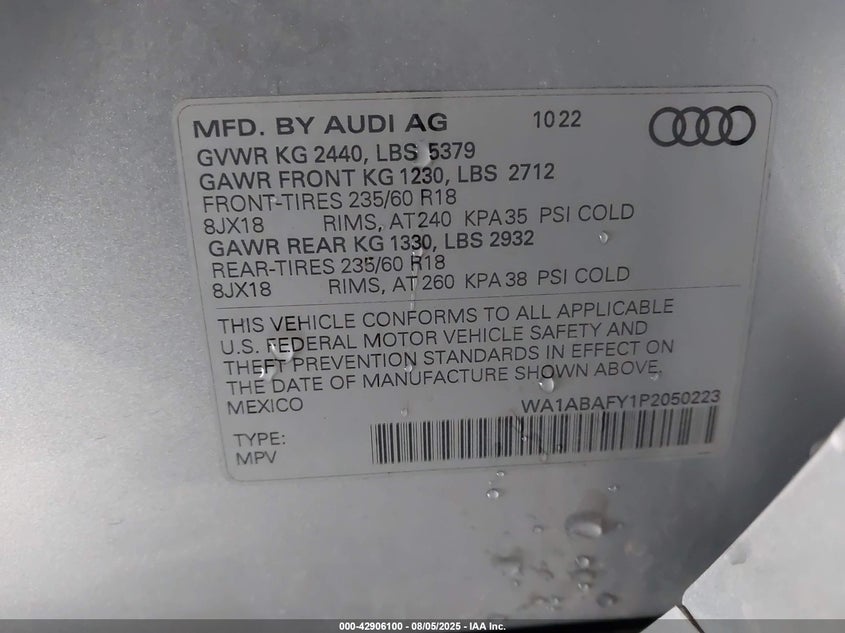 MFD. BY AUDI AG 1022
GVWR KG 2440, LBS 5379
GAWR FRONT KG 1230, LBS 2712
FRONT-TIRES 235/60 R18
8JX18 RIMS, AT 240 KPA 35 PSI COLD
GAWR REAR KG 1330, LBS 2932
REAR-TIRES 235/60 R18
8JX18 RIMS, AT 260 KPA 38 PSI COLD
THIS VEHICLE CONFORMS TO ALL APPLICABLE
U.S. FEDERAL MOTOR VEHICLE SAFETY AND
THEFT PREVENTION STANDARDS IN EFFECT ON
THE DATE OF MANUFACTURE SHOWN ABOVE.
MEXICO WA1ABAFY1P2050223
TYPE:
MPV
000-42906100 - 08/05/2025 - IAA Inc.